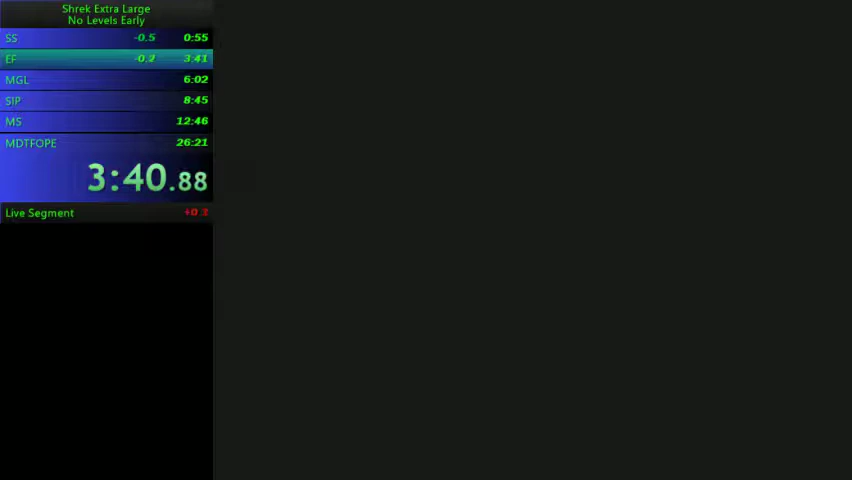 Shrek Extra Large
No Levels Early
SS -0.5 0:55
EF -0.2 3:41
MGL 6:02
SIP 8:45
MS 12:46
MDTFOPE 26:21
3:40.88
Live Segment +0.3